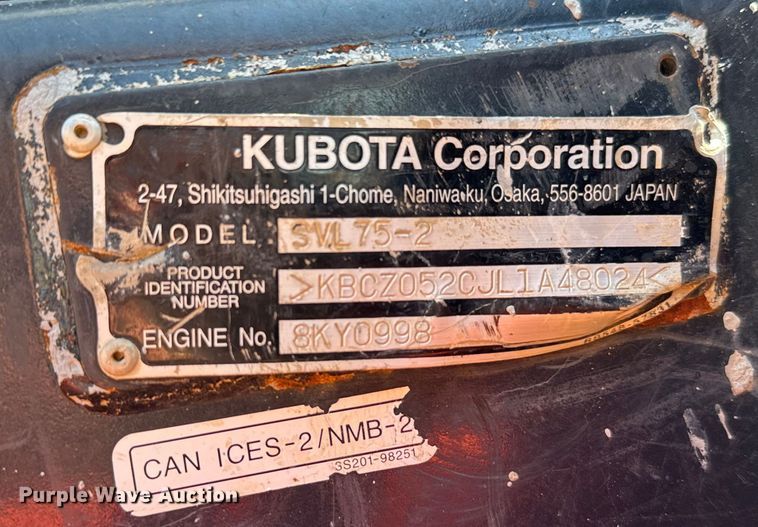 KUBOTA Corporation
2-47, Shikitsuhigashi 1-Chome, Naniwa-ku, Osaka, 556-8601 JAPAN
MODEL SVL75-2
PRODUCT
IDENTIFICATION
NUMBER
>KBCZ052CJL1A48024<
ENGINE No. 8KY0998
CAN ICES-2/NMB-2
3S201-98251
Purple Wave Auction